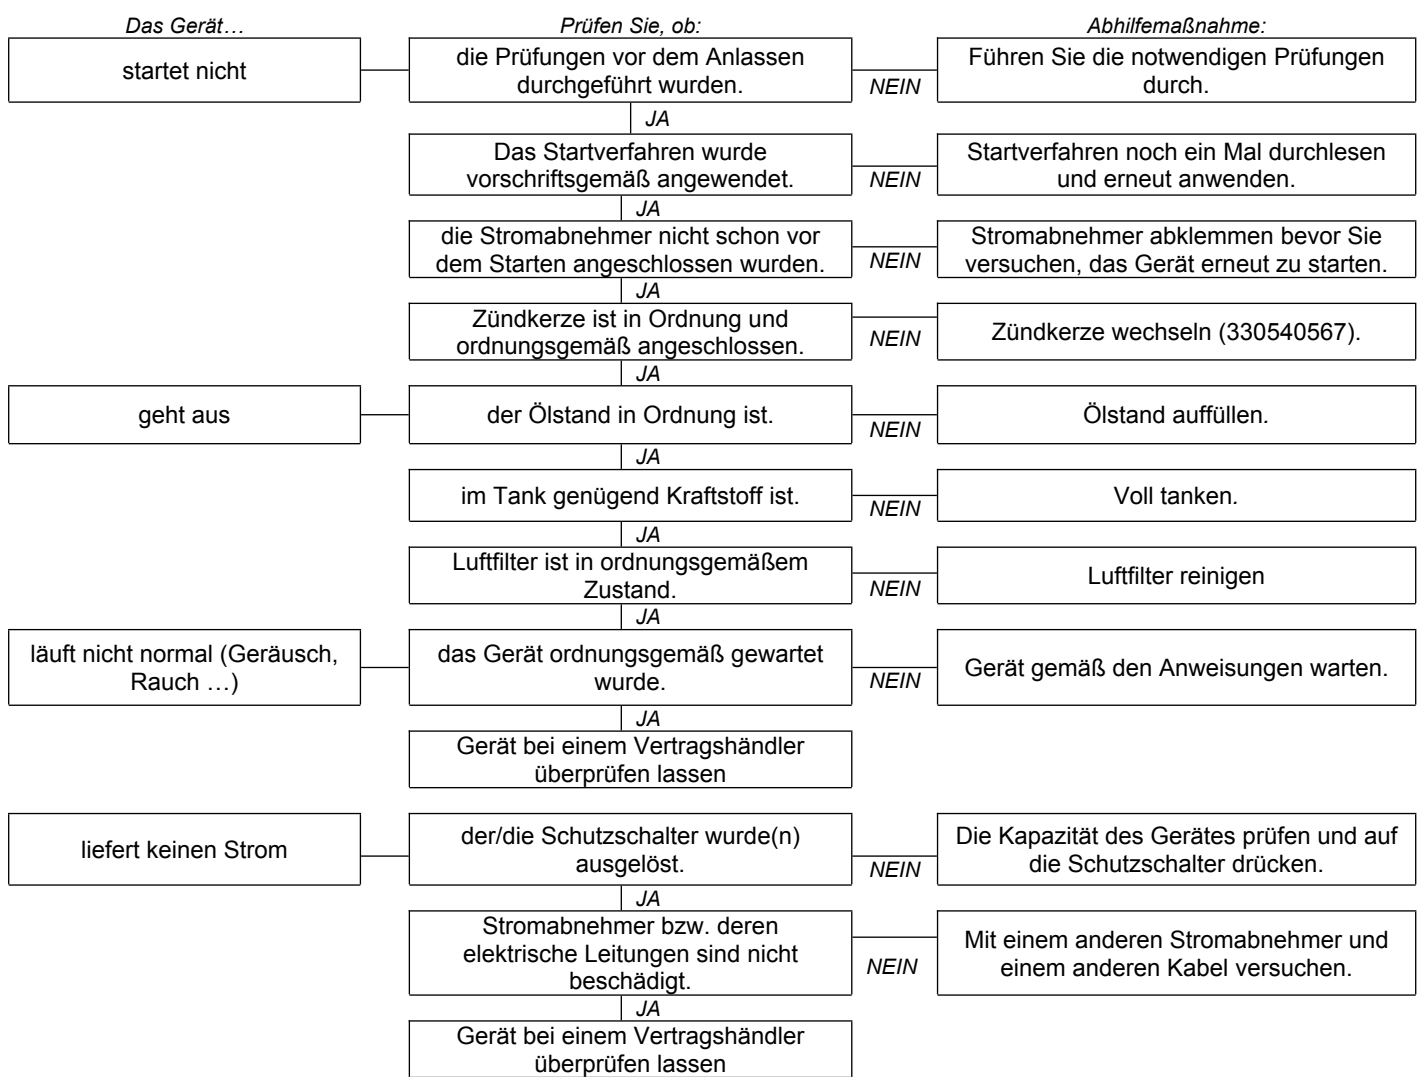 Das Gerät…
Prüfen Sie, ob:
Abhilfemaßnahme:
startet nicht
die Prüfungen vor dem Anlassen
durchgeführt wurden.
NEIN
Führen Sie die notwendigen Prüfungen
durch.
JA
Das Startverfahren wurde
vorschriftsgemäß angewendet.
NEIN
Startverfahren noch ein Mal durchlesen
und erneut anwenden.
JA
die Stromabnehmer nicht schon vor
dem Starten angeschlossen wurden.
NEIN
Stromabnehmer abklemmen bevor Sie
versuchen, das Gerät erneut zu starten.
JA
Zündkerze ist in Ordnung und
ordnungsgemäß angeschlossen.
NEIN
Zündkerze wechseln (330540567).
JA
geht aus
der Ölstand in Ordnung ist.
NEIN
Ölstand auffüllen.
JA
im Tank genügend Kraftstoff ist.
NEIN
Voll tanken.
JA
Luftfilter ist in ordnungsgemäßem
Zustand.
NEIN
Luftfilter reinigen
JA
läuft nicht normal (Geräusch,
Rauch …)
das Gerät ordnungsgemäß gewartet
wurde.
NEIN
Gerät gemäß den Anweisungen warten.
JA
Gerät bei einem Vertragshändler
überprüfen lassen
liefert keinen Strom
der/die Schutzschalter wurde(n)
ausgelöst.
NEIN
Die Kapazität des Gerätes prüfen und auf
die Schutzschalter drücken.
JA
Stromabnehmer bzw. deren
elektrische Leitungen sind nicht
beschädigt.
NEIN
Mit einem anderen Stromabnehmer und
einem anderen Kabel versuchen.
JA
Gerät bei einem Vertragshändler
überprüfen lassen